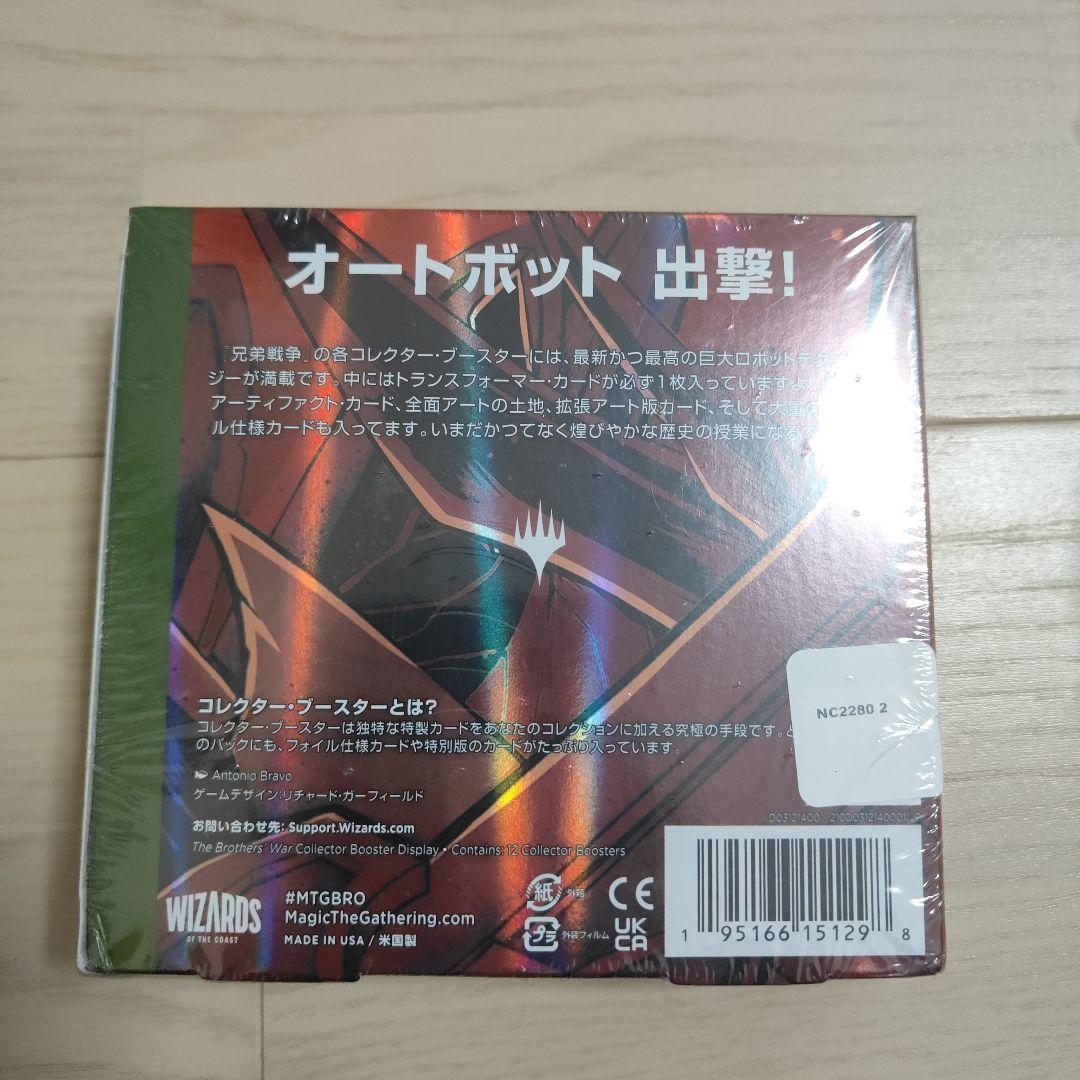 オートボット 出撃!
『兄弟戦争』の各コレクター・ブースターには、最新かつ最高の巨大ロボットテク
ジーが満載です。中にはトランスフォーマー・カードが必ず1枚入っていますよ!
アーティファクト・カード、全面アートの土地、拡張アート版カード、そして大量の
ル仕様カードも入ってます。いまだかつてなく煌びやかな歴史の授業になるで
コレクター・ブースターとは?
コレクター・ブースターは独特な特製カードをあなたのコレクションに加える究極の手段です。ど
のパックにも、フォイル仕様カードや特別版のカードがたっぷり入っています。
NC2280 2
Antonio Bravo
ゲームデザイン:リチャード・ガーフィールド
お問い合わせ先: Support.Wizards.com
The Brothers' War Collector Booster Display • Contains: 12 Collector Boosters
D03121400 210D0312140001 JP
WIZARDS
OF THE COAST
#MTGBRO
MagicTheGathering.com
MADE IN USA / 米国製
紙 外箱
プラ 外装フィルム
CE
UK
CA
1 95166 15129 8